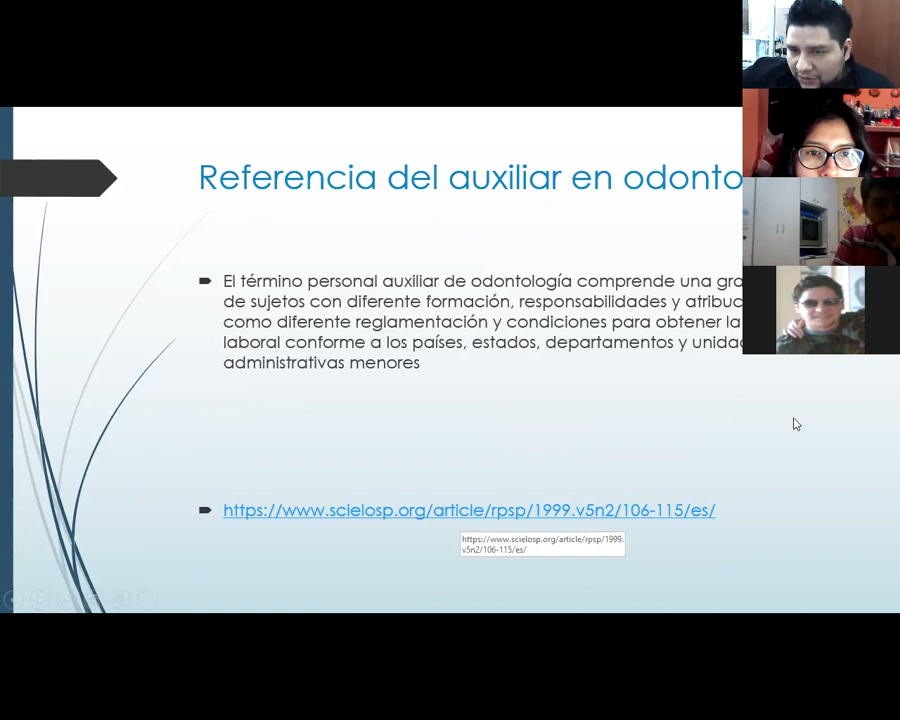 Referencia del auxiliar en odonto
El término personal auxiliar de odontología comprende una gra
de sujetos con diferente formación, responsabilidades y atribuc
como diferente reglamentación y condiciones para obtener la
laboral conforme a los países, estados, departamentos y unidad
administrativas menores
https://www.scielosp.org/article/rpsp/1999.v5n2/106-115/es/
https://www.scielosp.org/article/rpsp/1999.
v5n2/106-115/es/